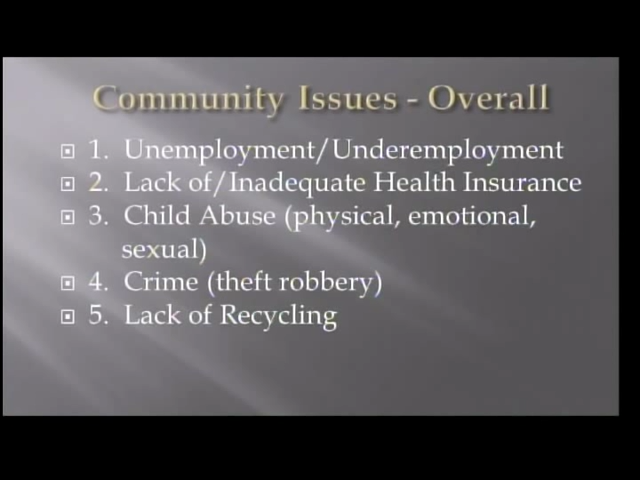 Community Issues - Overall
1. Unemployment/Underemployment
2. Lack of/Inadequate Health Insurance
3. Child Abuse (physical, emotional,
sexual)
4. Crime (theft robbery)
5. Lack of Recycling